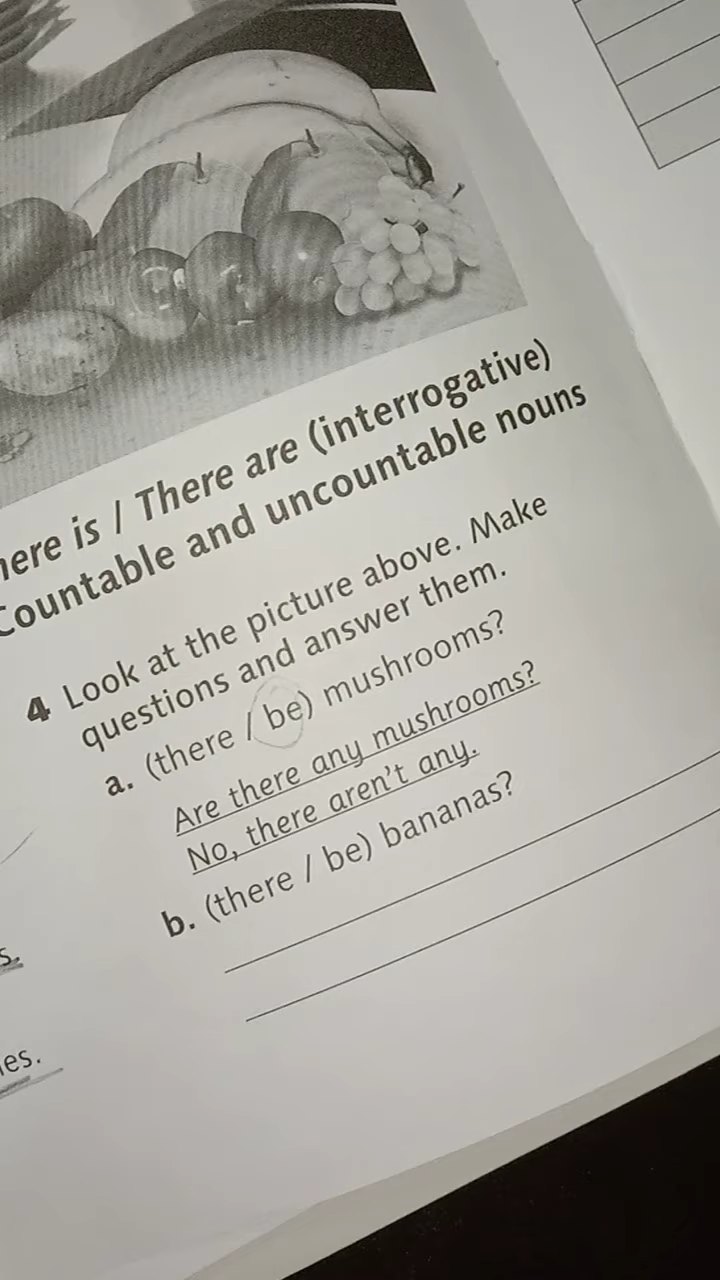 here is / There are (interrogative)
Countable and uncountable nouns
4 Look at the picture above. Make
questions and answer them.
a. (there / be) mushrooms?
Are there any mushrooms?
No, there aren't any.
b. (there / be) bananas?
s.
es.